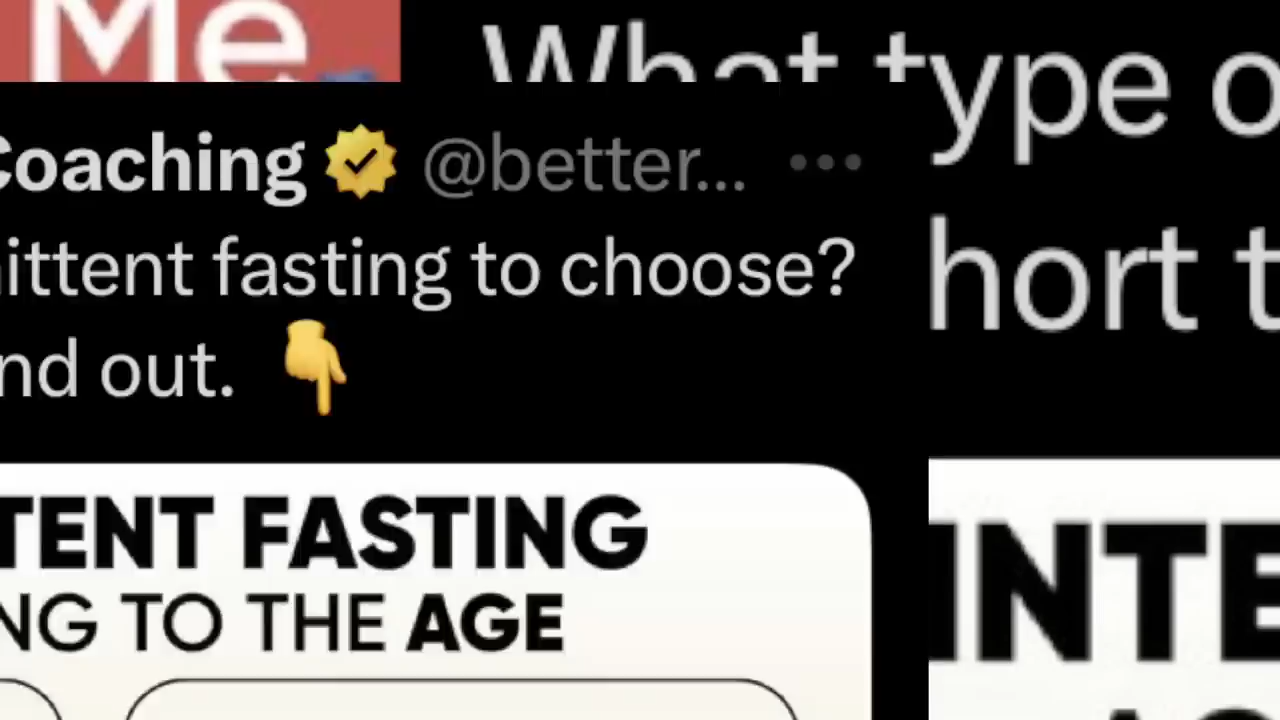 Me
What type o
Coaching @better...
ittent fasting to choose?
hort t
nd out.
TENT FASTING
NG TO THE AGE
INTE